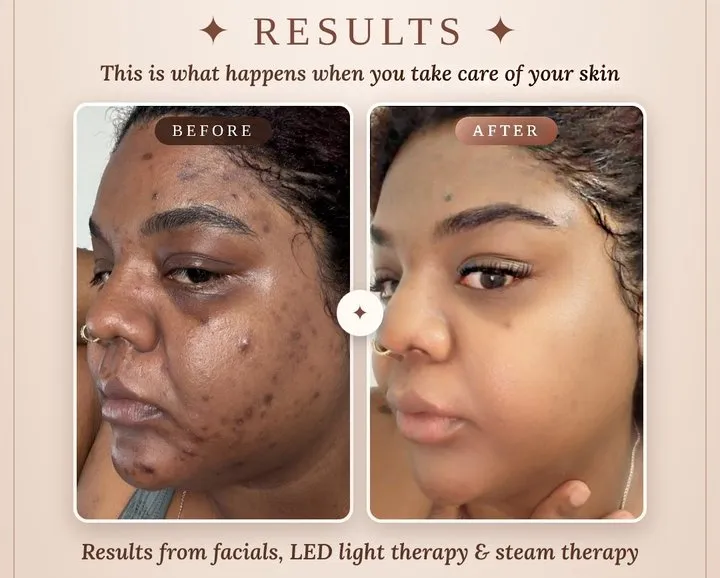 RESULTS
This is what happens when you take care of your skin
BEFORE
AFTER
Results from facials, LED light therapy & steam therapy